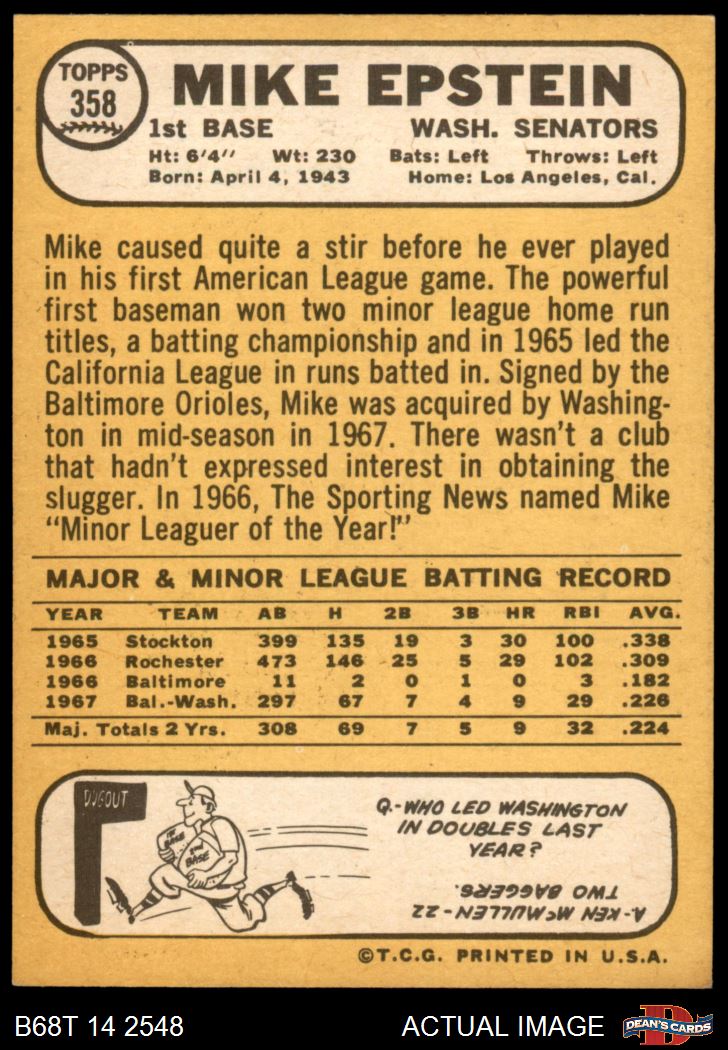 TOPPS
358
MIKE EPSTEIN
1st BASE WASH. SENATORS
Ht: 6'4'' Wt: 230 Bats: Left Throws: Left
Born: April 4, 1943 Home: Los Angeles, Cal.
Mike caused quite a stir before he ever played
in his first American League game. The powerful
first baseman won two minor league home run
titles, a batting championship and in 1965 led the
California League in runs batted in. Signed by the
Baltimore Orioles, Mike was acquired by Washing-
ton in mid-season in 1967. There wasn't a club
that hadn't expressed interest in obtaining the
slugger. In 1966, The Sporting News named Mike
"Minor Leaguer of the Year!"
MAJOR & MINOR LEAGUE BATTING RECORD
YEAR TEAM AB H 2B 3B HR RBI AVG.
1965 Stockton 399 135 19 3 30 100 .338
1966 Rochester 473 146 25 5 29 102 .309
1966 Baltimore 11 2 0 1 0 3 .182
1967 Bal.-Wash. 297 67 7 4 9 29 .226
Maj. Totals 2 Yrs. 308 69 7 5 9 32 .224
DUGOUT
1ST BASE
2ND BASE
Q.-WHO LED WASHINGTON
IN DOUBLES LAST
YEAR?
A-KEN McMULLEN-22
TWO BAGGERS.
©T.C.G. PRINTED IN U.S.A.
B68T 14 2548 ACTUAL IMAGE
DEAN'S CARDS